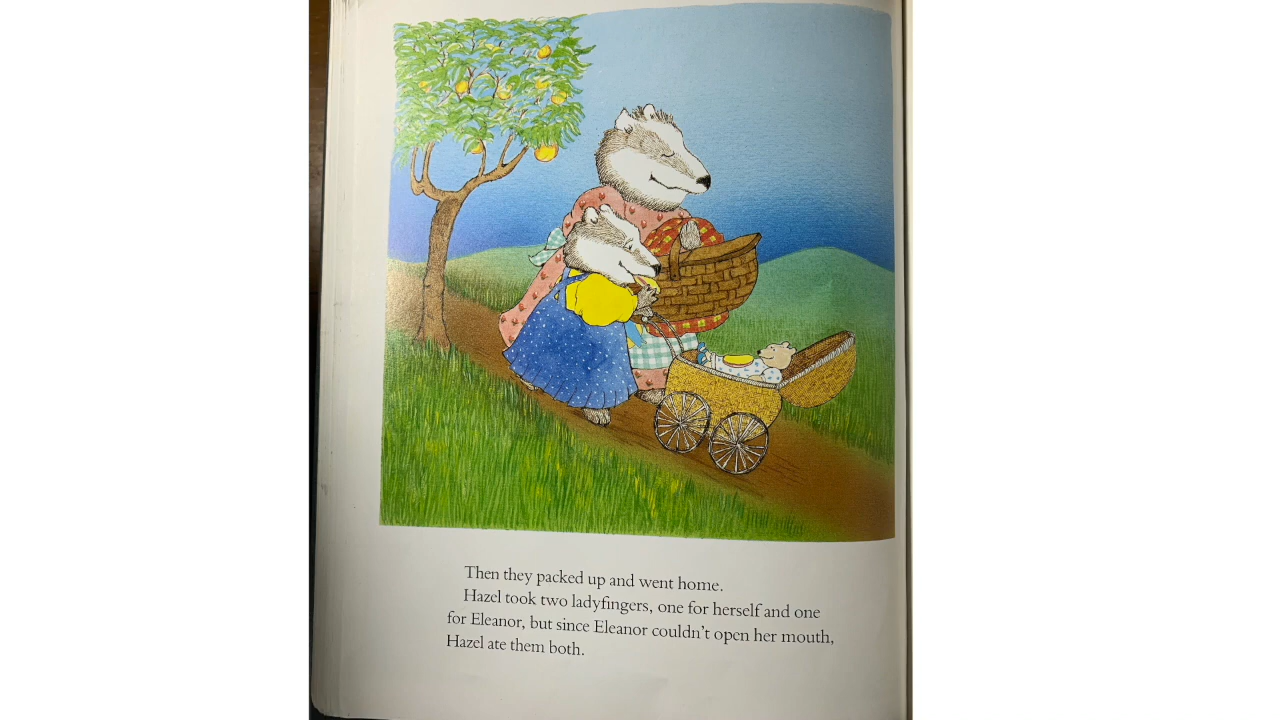 Then they packed up and went home.
Hazel took two ladyfingers, one for herself and one
for Eleanor, but since Eleanor couldn't open her mouth,
Hazel ate them both.